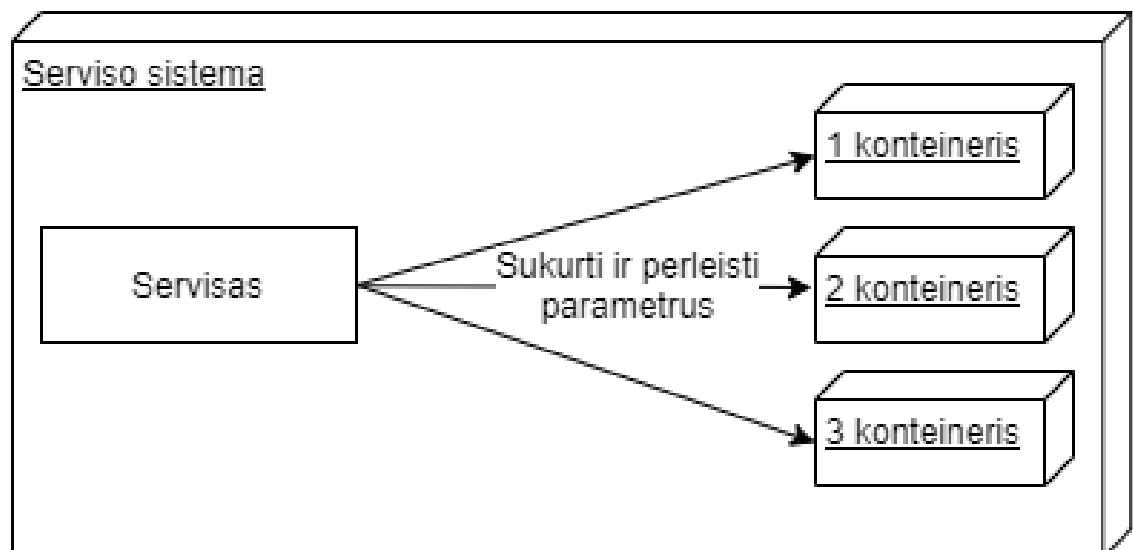 Serviso sistema
1 konteineris
Servisas
Sukurti ir perleisti
parametrus
2 konteineris
3 konteineris